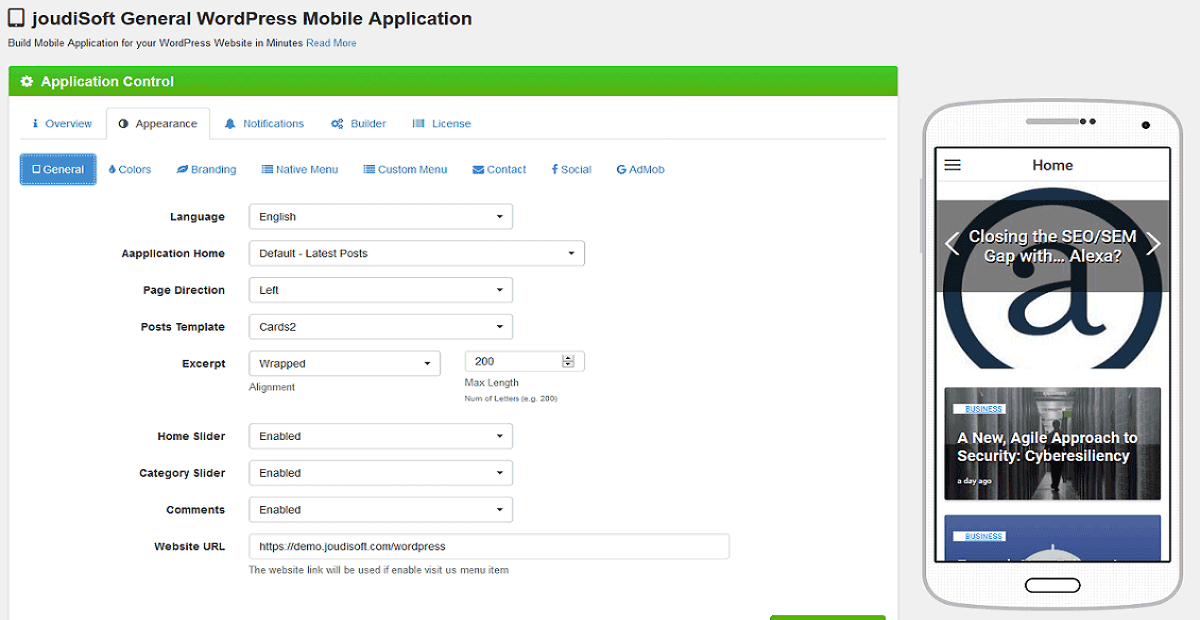 joudiSoft General WordPress Mobile Application
Build Mobile Application for your WordPress Website in Minutes Read More
Application Control
Overview Appearance Notifications Builder License
General Colors Branding Native Menu Custom Menu Contact Social AdMob
Language English
Aapplication Home Default - Latest Posts
Page Direction Left
Posts Template Cards2
Excerpt Wrapped 200
Alignment Max Length
Num of Letters (e.g. 200)
Home Slider Enabled
Category Slider Enabled
Comments Enabled
Website URL https://demo.joudisoft.com/wordpress
The website link will be used if enable visit us menu item
Home
Closing the SEO/SEM
Gap with... Alexa?
a
BUSINESS
A New, Agile Approach to
Security: Cyberesiliency
a day ago
BUSINESS